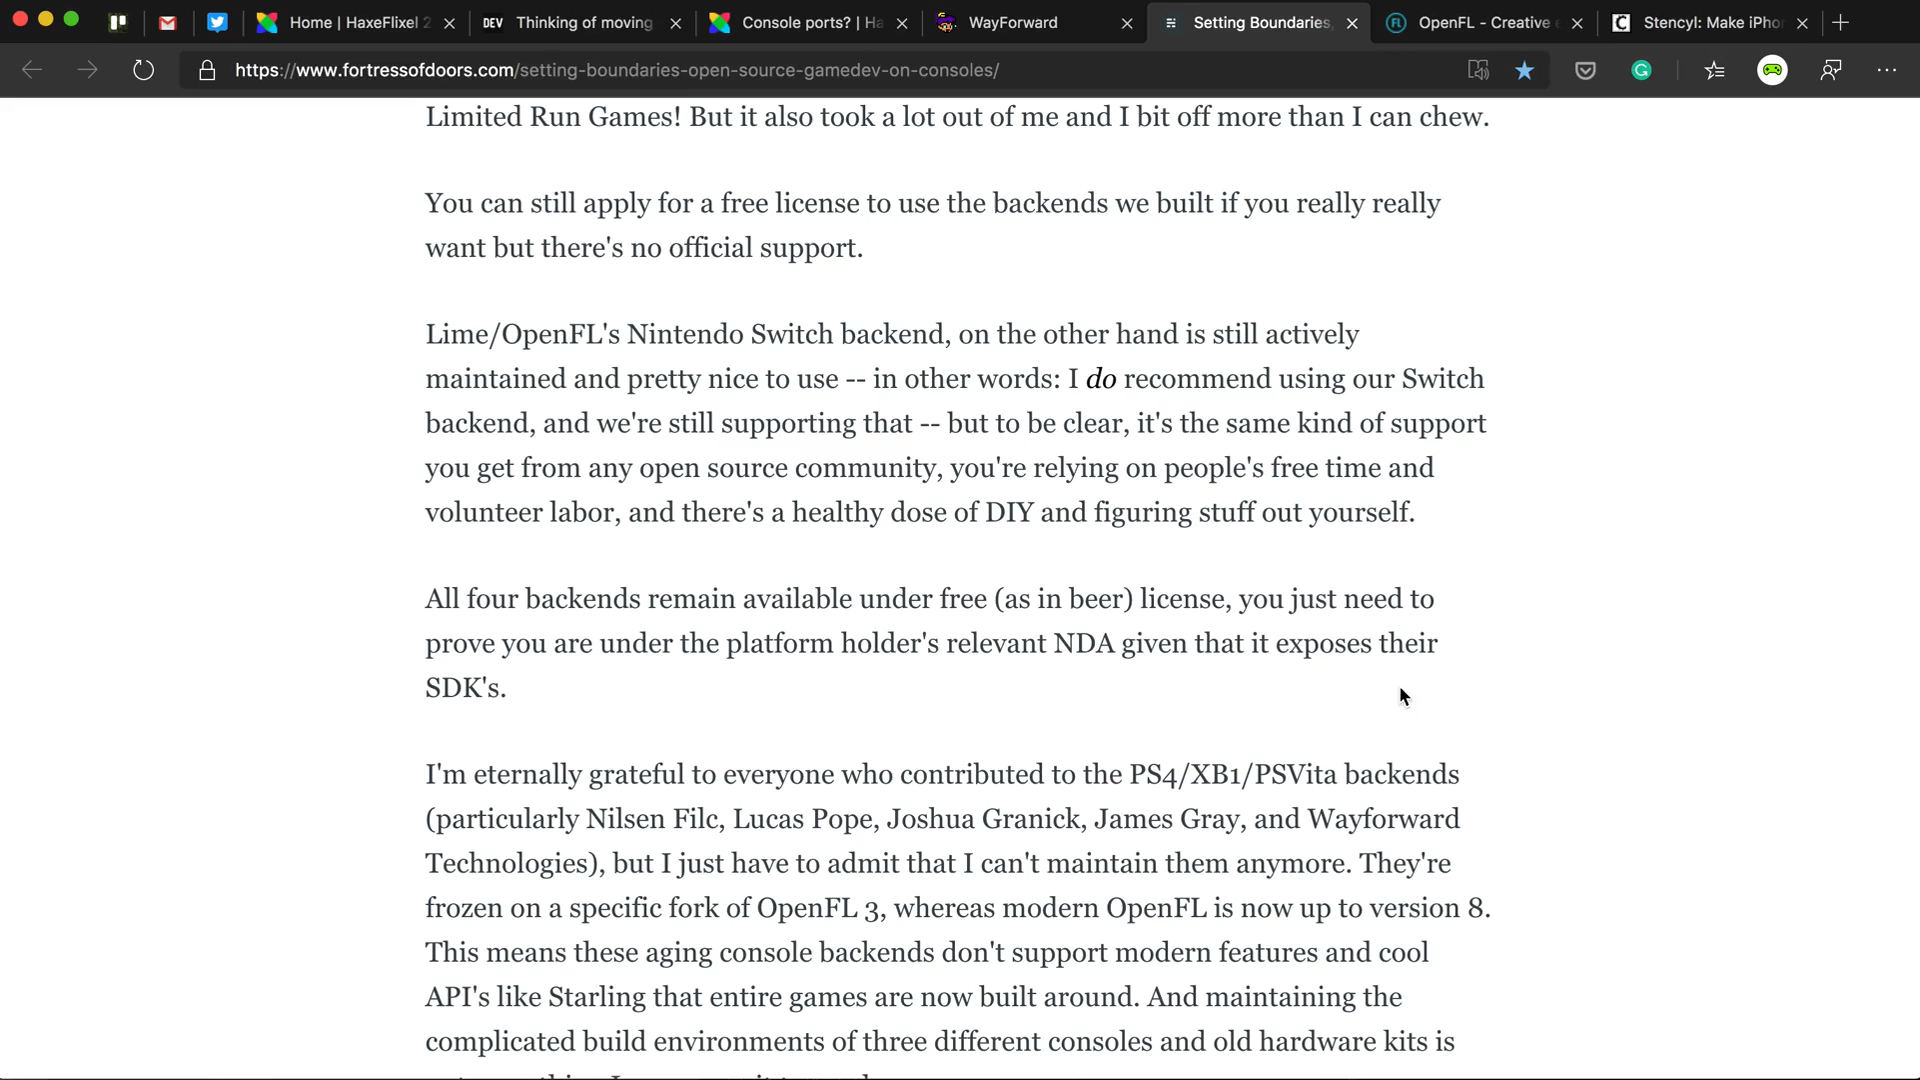 Home | HaxeFlixel 2
DEV Thinking of moving
Console ports? | Ha
WayForward
Setting Boundaries,
OpenFL - Creative e
Stencyl: Make iPhon
https://www.fortressofdoors.com/setting-boundaries-open-source-gamedev-on-consoles/
Limited Run Games! But it also took a lot out of me and I bit off more than I can chew.
You can still apply for a free license to use the backends we built if you really really
want but there's no official support.
Lime/OpenFL's Nintendo Switch backend, on the other hand is still actively
maintained and pretty nice to use -- in other words: I do recommend using our Switch
backend, and we're still supporting that -- but to be clear, it's the same kind of support
you get from any open source community, you're relying on people's free time and
volunteer labor, and there's a healthy dose of DIY and figuring stuff out yourself.
All four backends remain available under free (as in beer) license, you just need to
prove you are under the platform holder's relevant NDA given that it exposes their
SDK's.
I'm eternally grateful to everyone who contributed to the PS4/XB1/PSVita backends
(particularly Nilsen Filc, Lucas Pope, Joshua Granick, James Gray, and Wayforward
Technologies), but I just have to admit that I can't maintain them anymore. They're
frozen on a specific fork of OpenFL 3, whereas modern OpenFL is now up to version 8.
This means these aging console backends don't support modern features and cool
API's like Starling that entire games are now built around. And maintaining the
complicated build environments of three different consoles and old hardware kits is